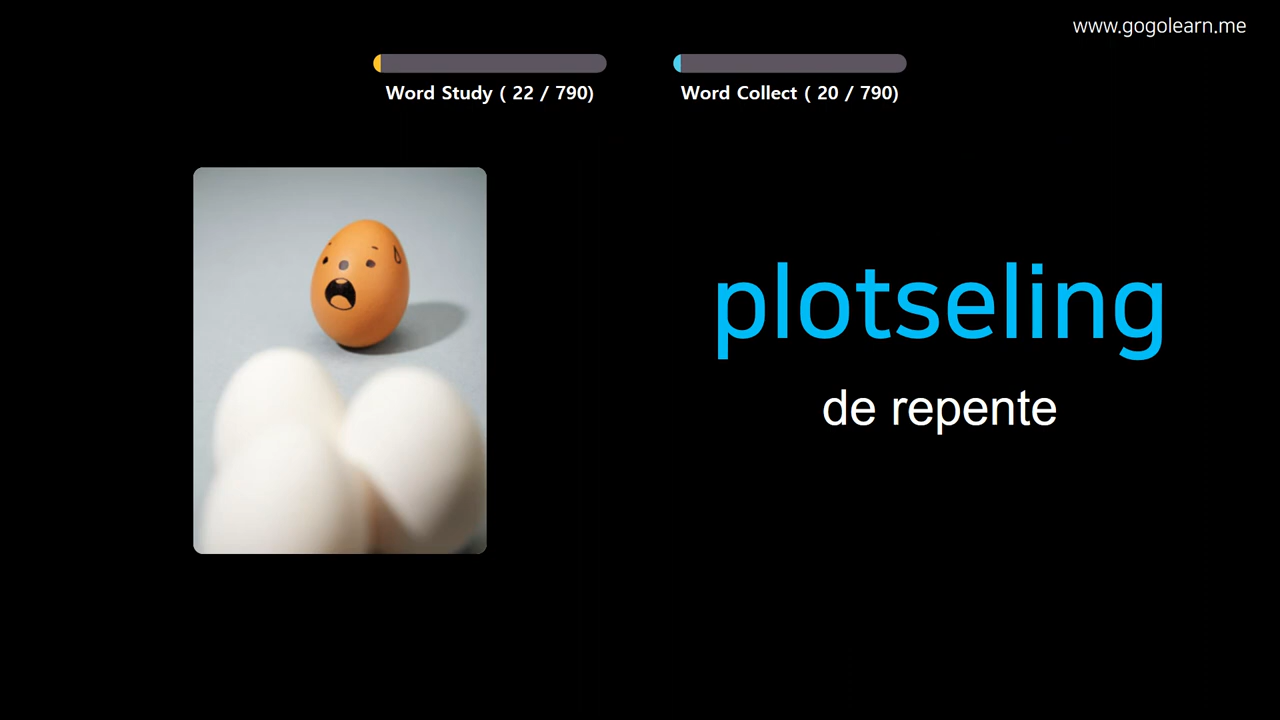 www.gogolearn.me
Word Study ( 22 / 790)
Word Collect ( 20 / 790)
plotseling
de repente